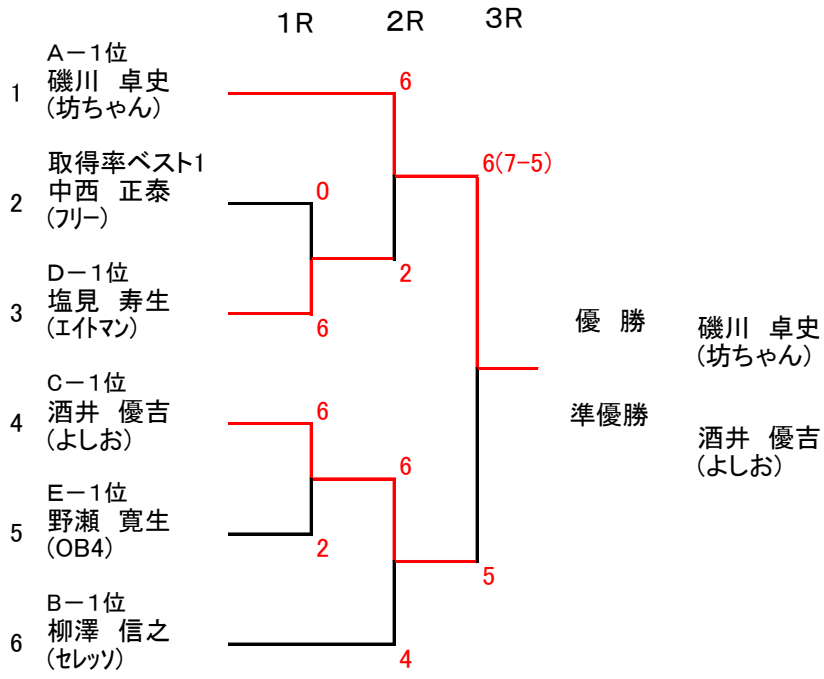 1R 2R 3R
A－1位
1 磯川 卓史
(坊ちゃん)
6
取得率ベスト1
2 中西 正泰
(フリー)
0
6(7-5)
D－1位
3 塩見 寿生
(エイトマン)
6
2
優 勝 磯川 卓史
(坊ちゃん)
C－1位
4 酒井 優吉
(よしお)
6
準優勝 酒井 優吉
(よしお)
E－1位
5 野瀬 寛生
(OB4)
2
6
5
B－1位
6 柳澤 信之
(セレッソ)
4